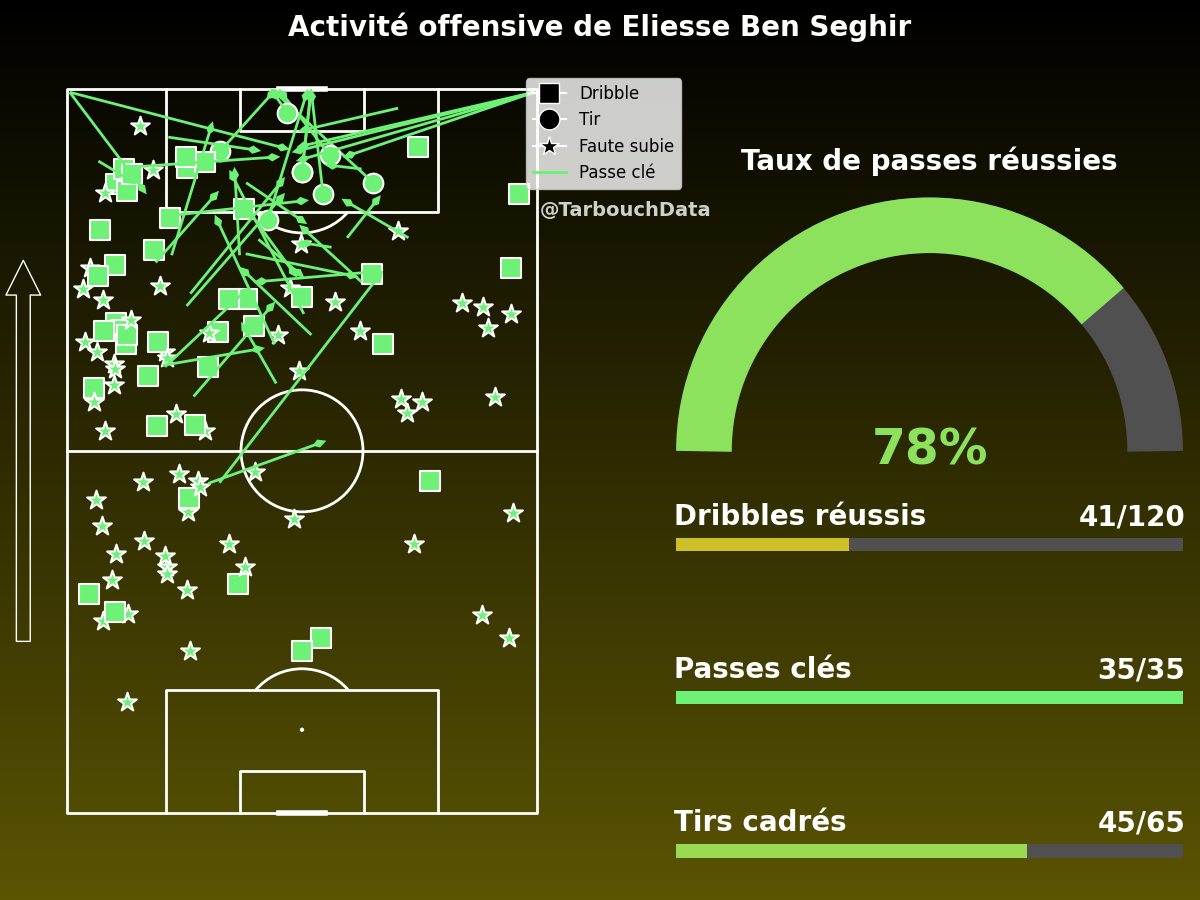 Activité offensive de Eliesse Ben Seghir
Dribble
Tir
Faute subie
Passe clé
@TarbouchData
Taux de passes réussies
78%
Dribbles réussis 41/120
Passes clés 35/35
Tirs cadrés 45/65